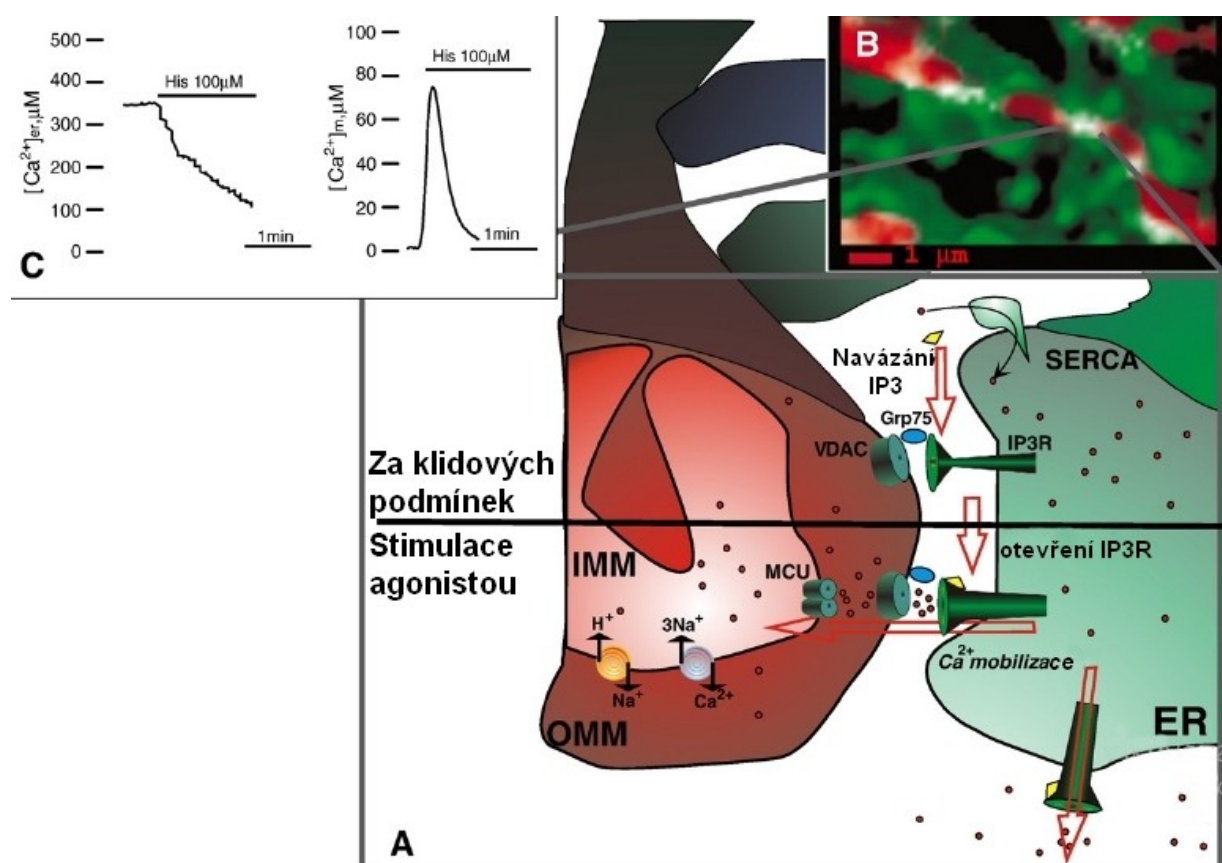 500
400
300
200
100
0
[Ca²⁺]er,μM
His 100μM
1min
100
80
60
40
20
0
[Ca²⁺]m,μM
His 100μM
1min
C
B
1 μm
Navázání
IP3
SERCA
Grp75
VDAC
IP3R
Za klidových
podmínek
Stimulace
agonistou
otevření IP3R
IMM
MCU
H⁺
3Na⁺
Na⁺
Ca²⁺
Ca²⁺mobilizace
OMM
ER
A